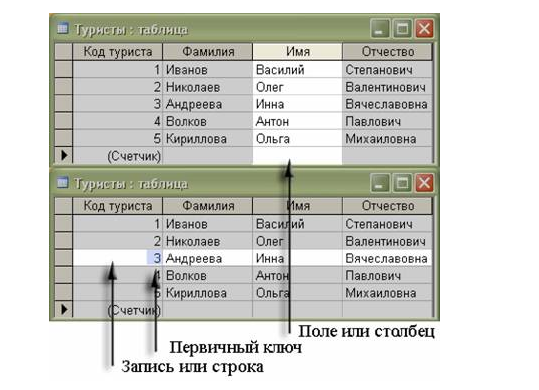 Туристы : таблица
Код туриста Фамилия Имя Отчество
1 Иванов Василий Степанович
2 Николаев Олег Валентинович
3 Андреева Инна Вячеславовна
4 Волков Антон Павлович
5 Кириллова Ольга Михаиловна
(Счетчик)
Туристы : таблица
Код туриста Фамилия Имя Отчество
1 Иванов Василий Степанович
2 Николаев Олег Валентинович
3 Андреева Инна Вячеславовна
4 Волков Антон Павлович
5 Кириллова Ольга Михаиловна
(Счетчик)
Поле или столбец
Первичный ключ
Запись или строка